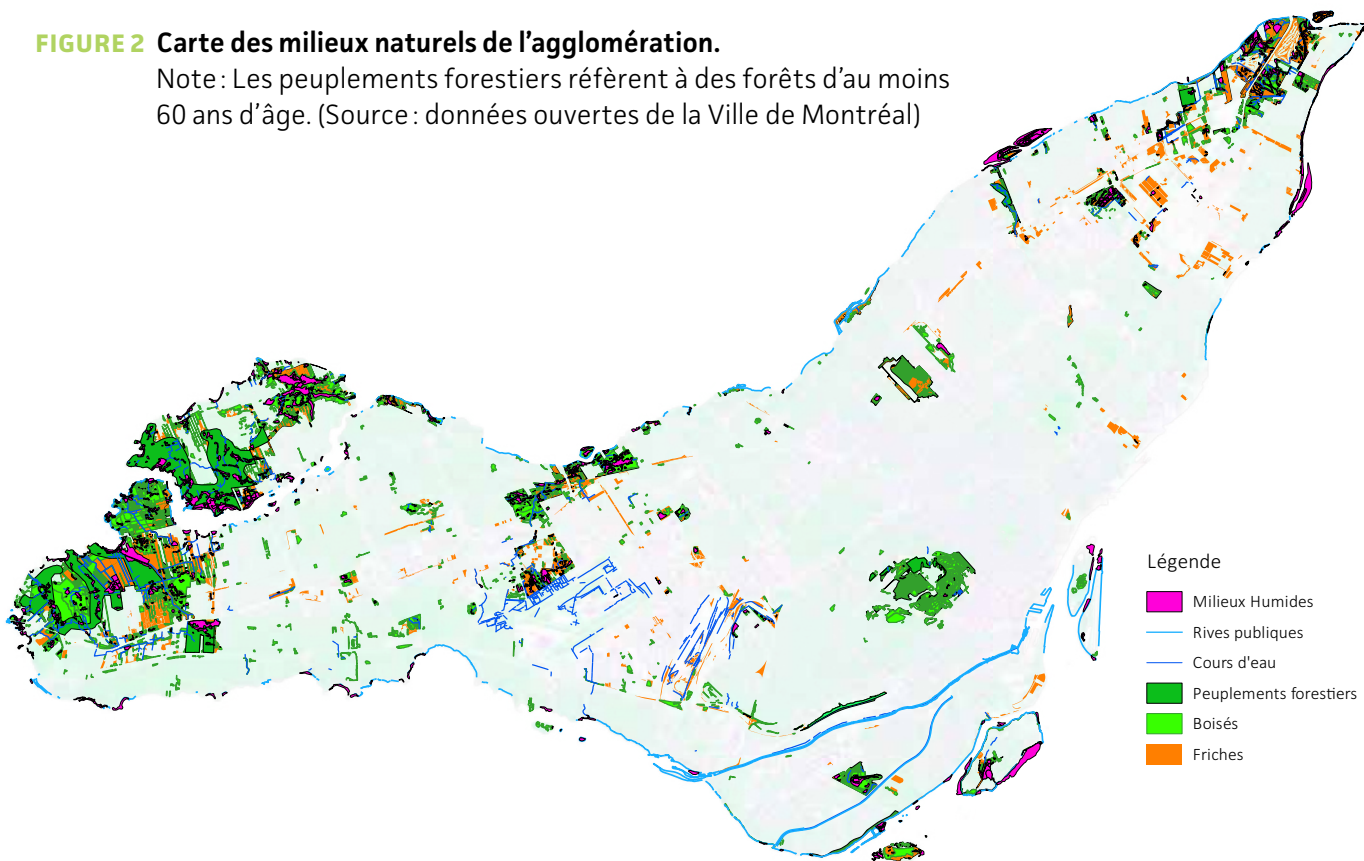 FIGURE 2 Carte des milieux naturels de l’agglomération.
Note : Les peuplements forestiers réfèrent à des forêts d’au moins
60 ans d’âge. (Source : données ouvertes de la Ville de Montréal)
Légende
Milieux Humides
Rives publiques
Cours d'eau
Peuplements forestiers
Boisés
Friches